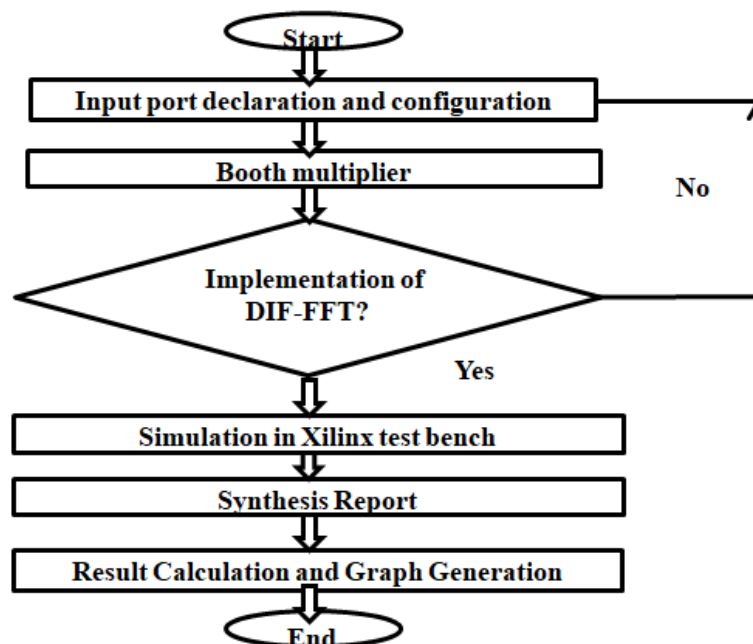 Start
Input port declaration and configuration
Booth multiplier
No
Implementation of
DIF-FFT?
Yes
Simulation in Xilinx test bench
Synthesis Report
Result Calculation and Graph Generation
End